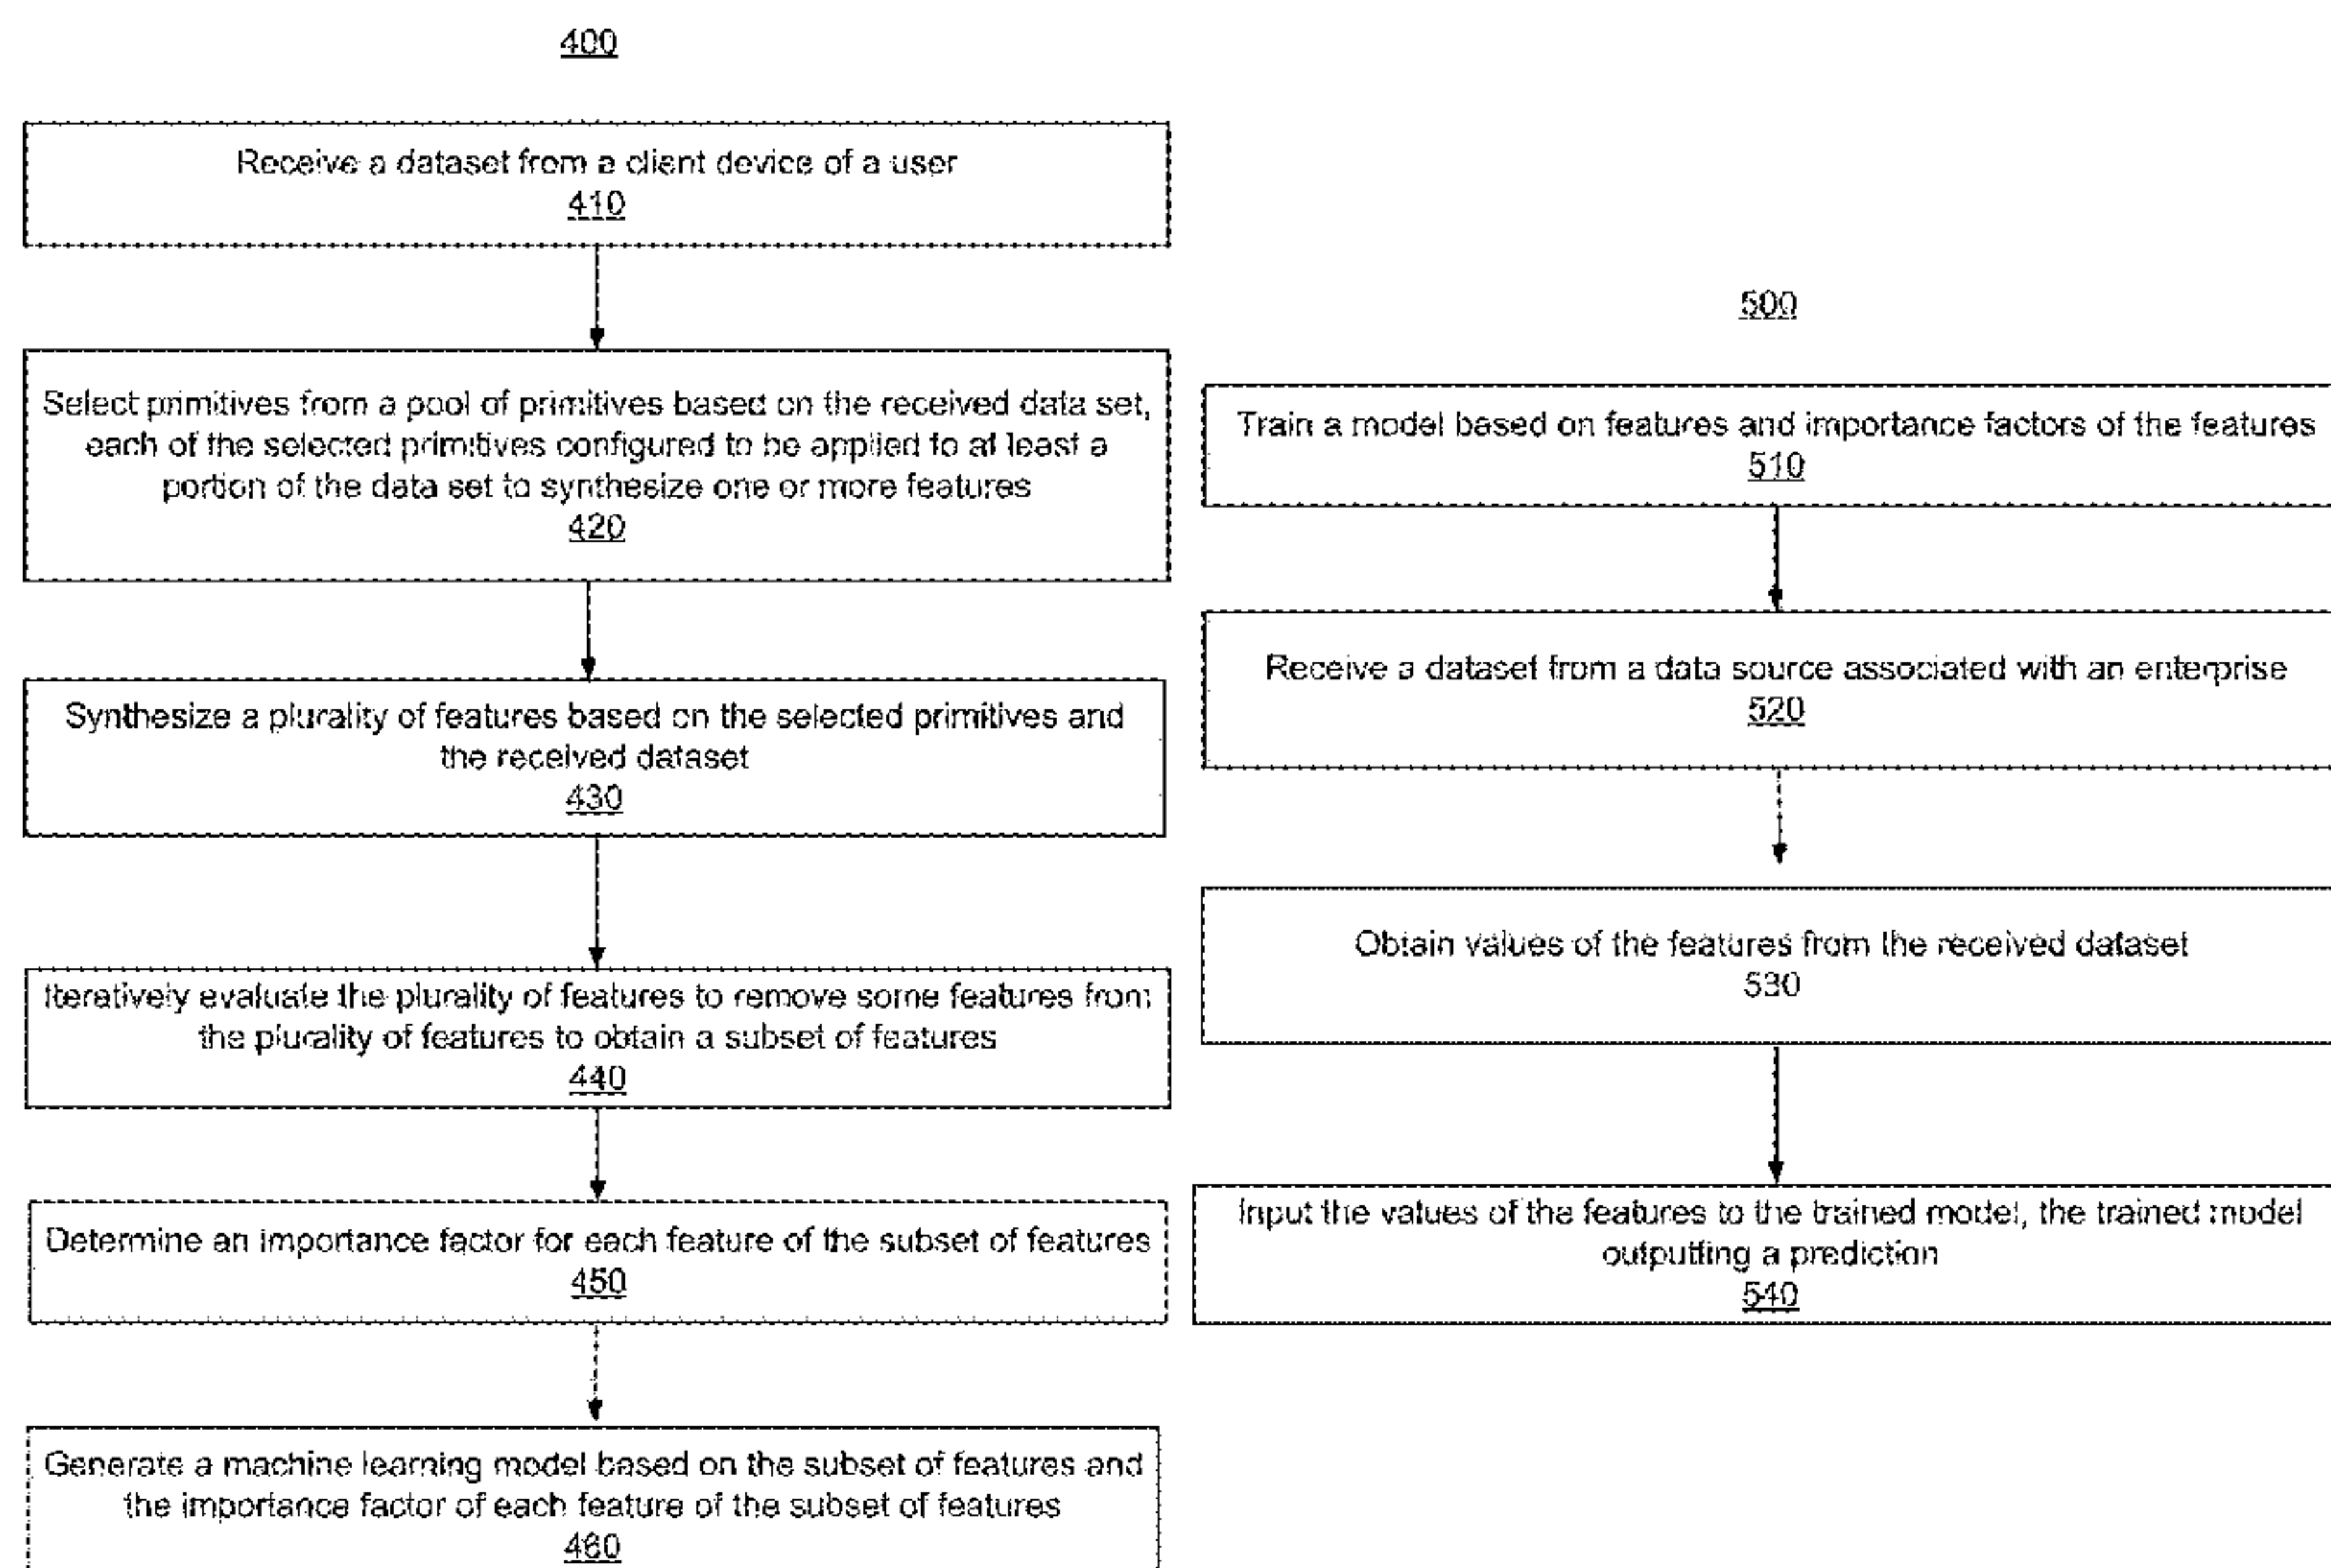 400
Receive a dataset from a client device of a user
410
Select primitives from a pool of primitives based on the received data set,
each of the selected primitives configured to be applied to at least a
portion of the data set to synthesize one or more features
420
Synthesize a plurality of features based on the selected primitives and
the received dataset
430
Iteratively evaluate the plurality of features to remove some features from
the plurality of features to obtain a subset of features
440
Determine an importance factor for each feature of the subset of features
450
Generate a machine learning model based on the subset of features and
the importance factor of each feature of the subset of features
460
500
Train a model based on features and importance factors of the features
510
Receive a dataset from a data source associated with an enterprise
520
Obtain values of the features from the received dataset
530
Input the values of the features to the trained model, the trained model
outputting a prediction
540